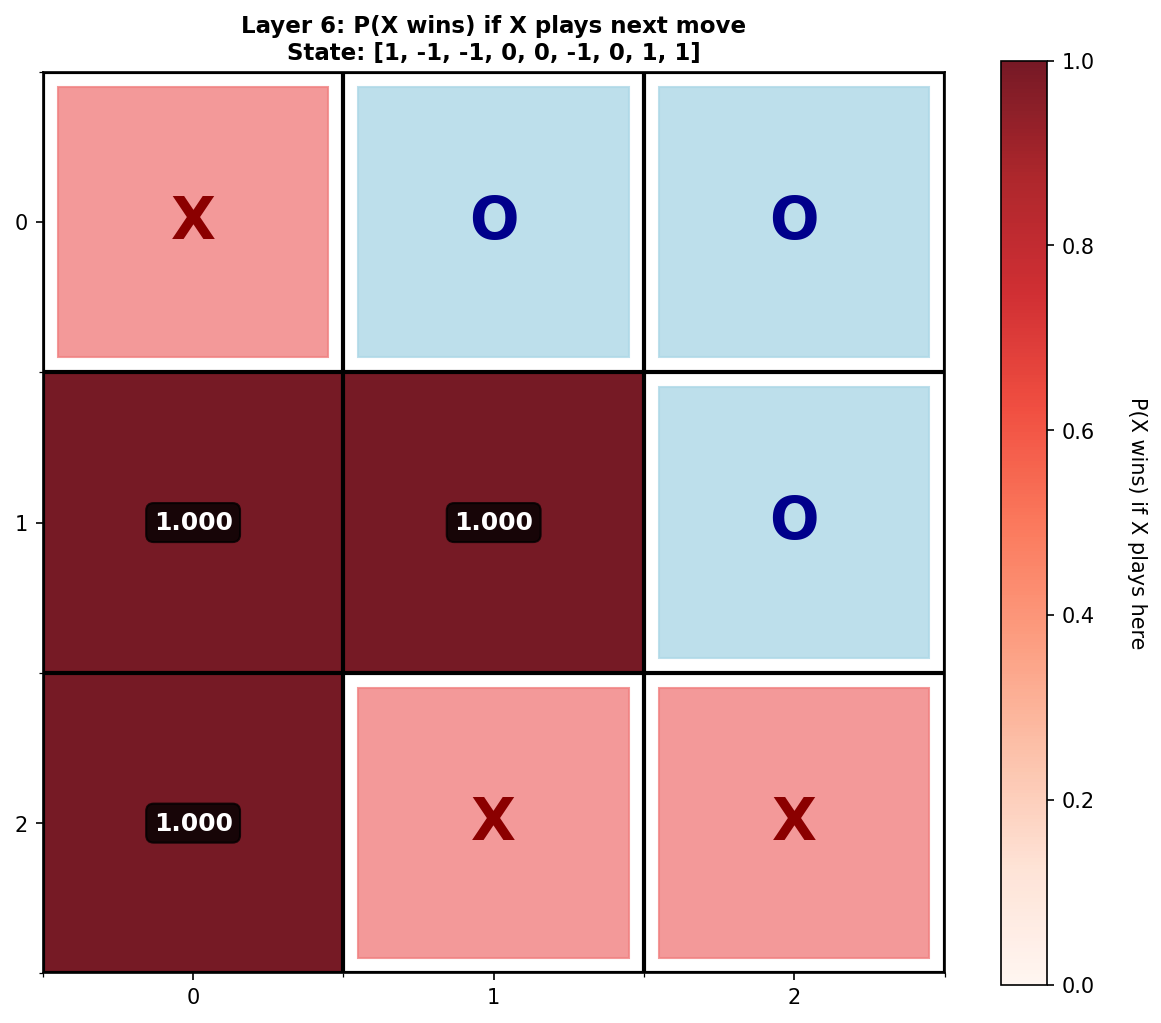 Layer 6: P(X wins) if X plays next move
State: [1, -1, -1, 0, 0, -1, 0, 1, 1]
0 X O O
1 1.000 1.000 O
2 1.000 X X
0 1 2
1.0
0.8
0.6
0.4
0.2
0.0
P(X wins) if X plays here